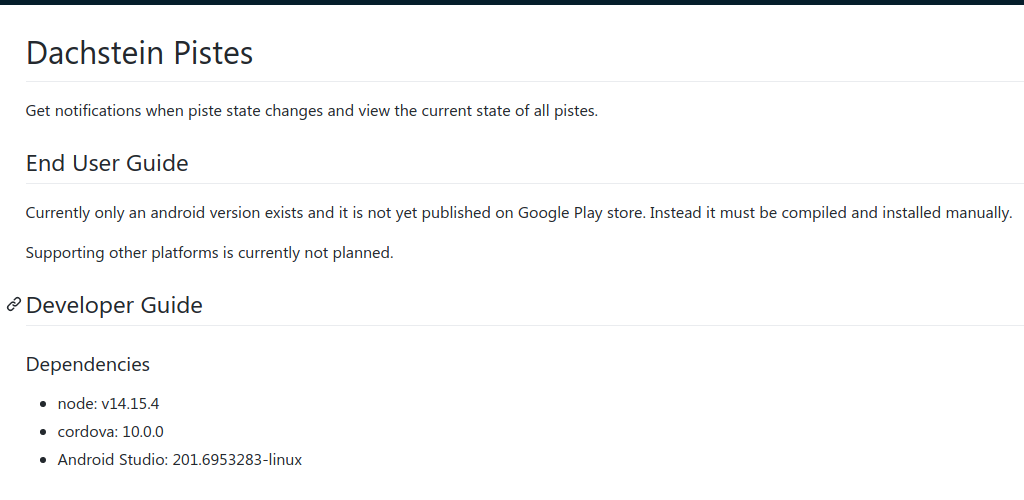 Dachstein Pistes
Get notifications when piste state changes and view the current state of all pistes.
End User Guide
Currently only an android version exists and it is not yet published on Google Play store. Instead it must be compiled and installed manually.
Supporting other platforms is currently not planned.
Developer Guide
Dependencies
node: v14.15.4
cordova: 10.0.0
Android Studio: 201.6953283-linux